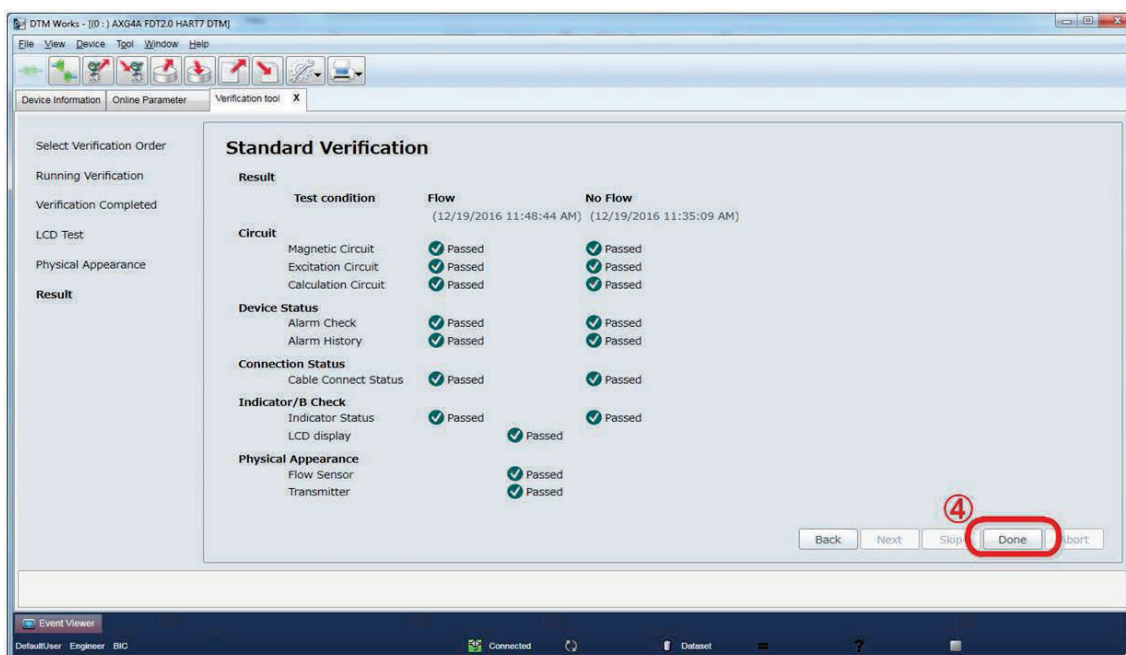 DTM Works - [(0 : ) AXG4A FDT2.0 HART7 DTM]
File View Device Tool Window Help
Device Information Online Parameter Verification tool X
Select Verification Order
Running Verification
Verification Completed
LCD Test
Physical Appearance
Result
Standard Verification
Result
Test condition Flow No Flow
(12/19/2016 11:48:44 AM) (12/19/2016 11:35:09 AM)
Circuit
Magnetic Circuit Passed Passed
Excitation Circuit Passed Passed
Calculation Circuit Passed Passed
Device Status
Alarm Check Passed Passed
Alarm History Passed Passed
Connection Status
Cable Connect Status Passed Passed
Indicator/B Check
Indicator Status Passed Passed
LCD display Passed
Physical Appearance
Flow Sensor Passed
Transmitter Passed
④
Back Next Skip Done Abort
Event Viewer
DefaultUser Engineer BIC Connected Dataset = ?